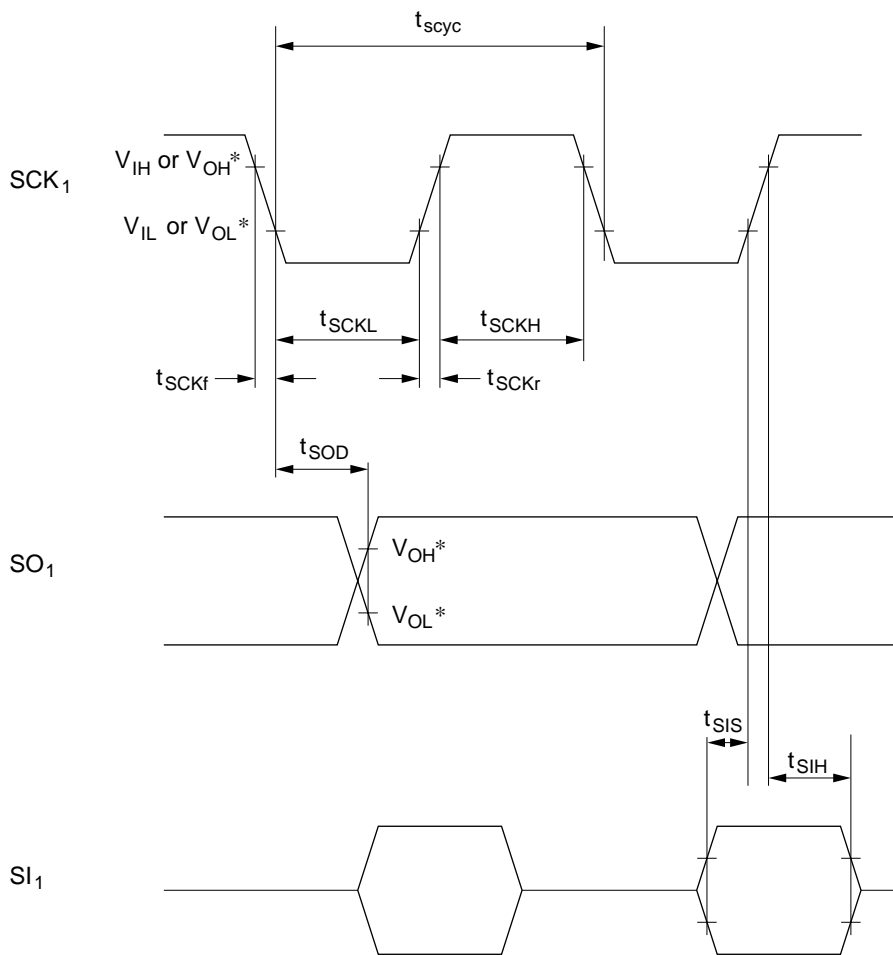 tscyc
SCK1
VIH or VOH*
VIL or VOL*
tSCKL
tSCKH
tSCKf
tSCKr
tSOD
SO1
VOH*
VOL*
tSIS
tSIH
SI1